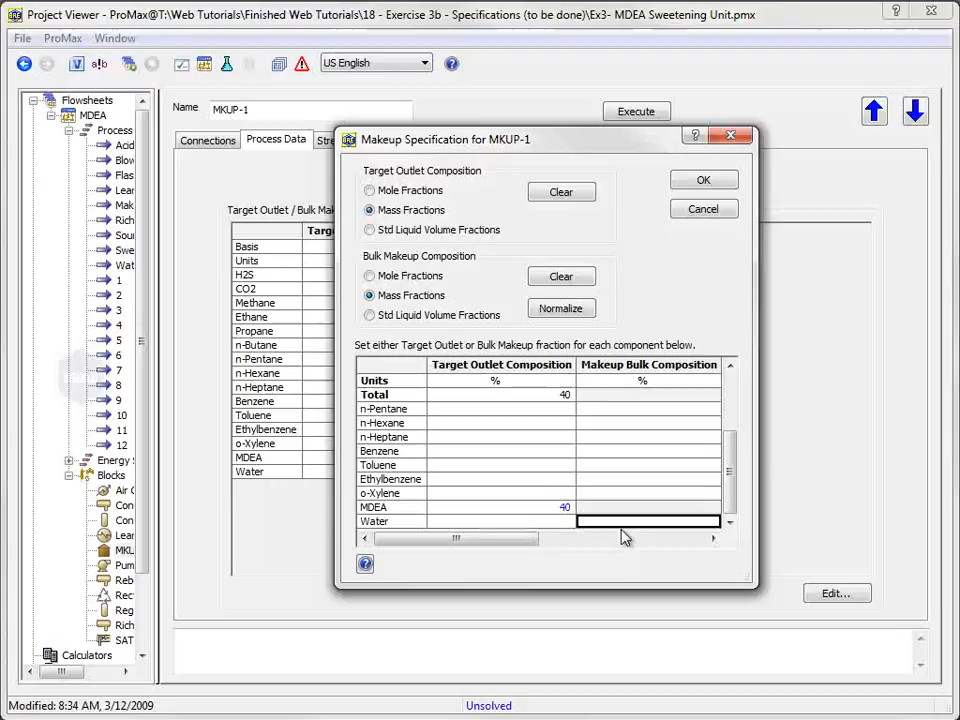 Project Viewer - ProMax@T:\Web Tutorials\Finished Web Tutorials\18 - Exercise 3b - Specifications (to be done)\Ex3- MDEA Sweetening Unit.pmx
File ProMax Window
US English
Flowsheets
MDEA
Process
Acid
Blow
Flas
Lear
Mak
Rich
Sou
Swe
Wat
1
2
3
4
5
6
7
8
9
10
11
12
Energy S
Blocks
Air C
Con
Con
Lear
MKU
Pum
Reb
Rec
Reg
Rich
SAT
Calculators
Name MKUP-1 Execute
Connections Process Data Stre
Target Outlet / Bulk Mak
Targ
Basis
Units
H2S
CO2
Methane
Ethane
Propane
n-Butane
n-Pentane
n-Hexane
n-Heptane
Benzene
Toluene
Ethylbenzene
o-Xylene
MDEA
Water
Edit...
Makeup Specification for MKUP-1
Target Outlet Composition
Mole Fractions
Mass Fractions
Std Liquid Volume Fractions
Clear
OK
Cancel
Bulk Makeup Composition
Mole Fractions
Mass Fractions
Std Liquid Volume Fractions
Clear
Normalize
Set either Target Outlet or Bulk Makeup fraction for each component below.
Target Outlet Composition Makeup Bulk Composition
Units % %
Total 40
n-Pentane
n-Hexane
n-Heptane
Benzene
Toluene
Ethylbenzene
o-Xylene
MDEA 40
Water
Modified: 8:34 AM, 3/12/2009 Unsolved